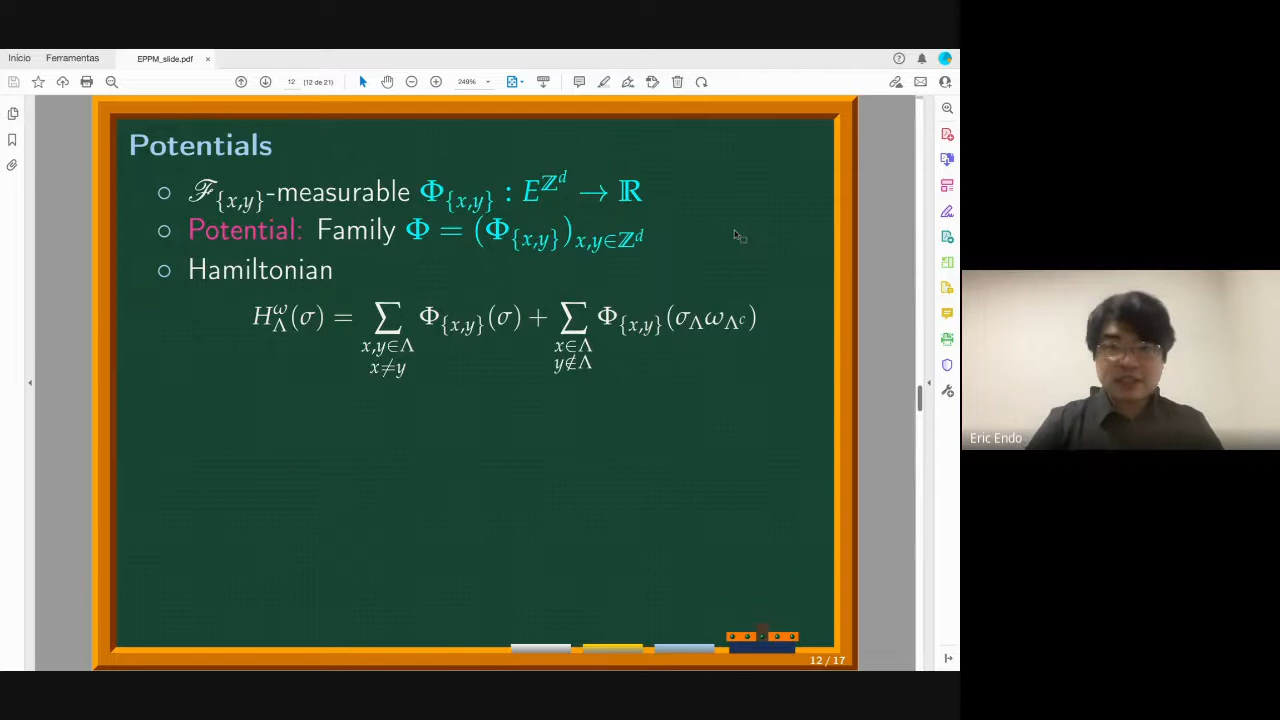 Início Ferramentas EPPM_slide.pdf ×
12 (12 de 21) 249%
Potentials
ℱ_{x,y}-measurable Φ_{x,y} : E^{ℤ^d} → ℝ
Potential: Family Φ = (Φ_{x,y})_{x,y∈ℤ^d}
Hamiltonian
H^ω_Λ(σ) = ∑_{x,y∈Λ x≠y} Φ_{x,y}(σ) + ∑_{x∈Λ y∉Λ} Φ_{x,y}(σ_Λ ω_{Λ^c})
12 / 17
Eric Endo